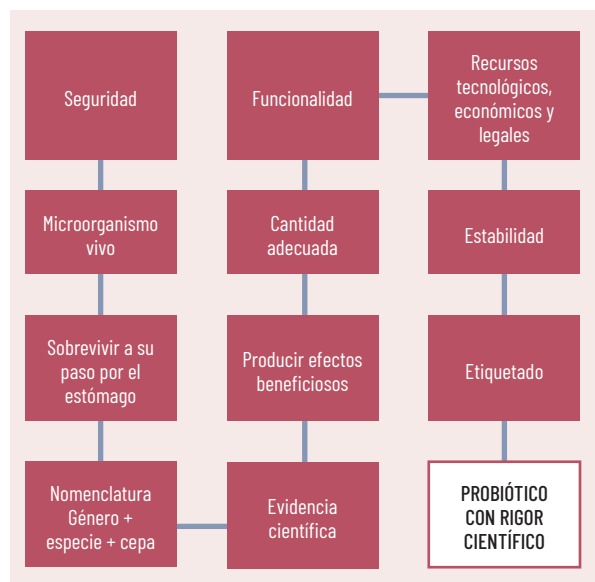 Seguridad
Microorganismo
vivo
Sobrevivir a su
paso por el
estómago
Nomenclatura
Género +
especie + cepa
Evidencia
científica
Producir efectos
beneficiosos
Cantidad
adecuada
Funcionalidad
Recursos
tecnológicos,
económicos y
legales
Estabilidad
Etiquetado
PROBIÓTICO
CON RIGOR
CIENTÍFICO